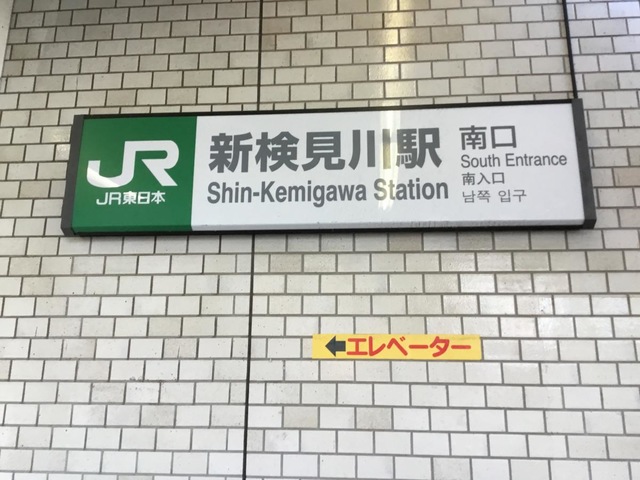 JR
JR東日本
新検見川駅
Shin-Kemigawa Station
南口
South Entrance
南入口
남쪽 입구
←エレベーター